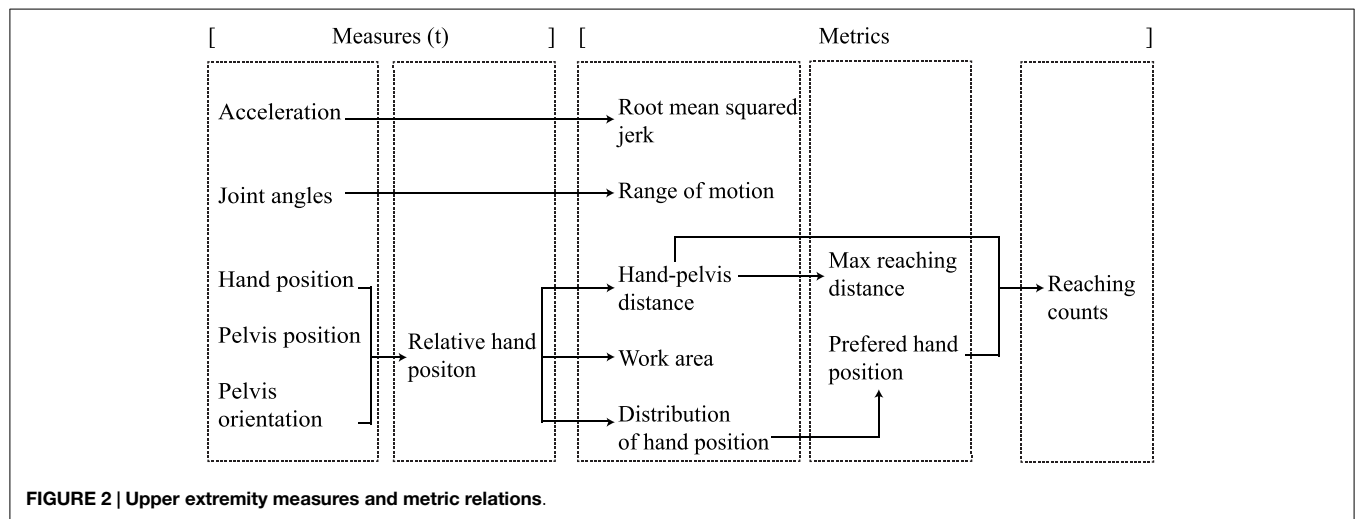 [ Measures (t) ] [ Metrics ]
Acceleration
Root mean squared
jerk
Joint angles
Range of motion
Hand position
Pelvis position
Pelvis
orientation
Relative hand
positon
Hand-pelvis
distance
Work area
Distribution
of hand position
Max reaching
distance
Prefered hand
position
Reaching
counts
FIGURE 2 | Upper extremity measures and metric relations.